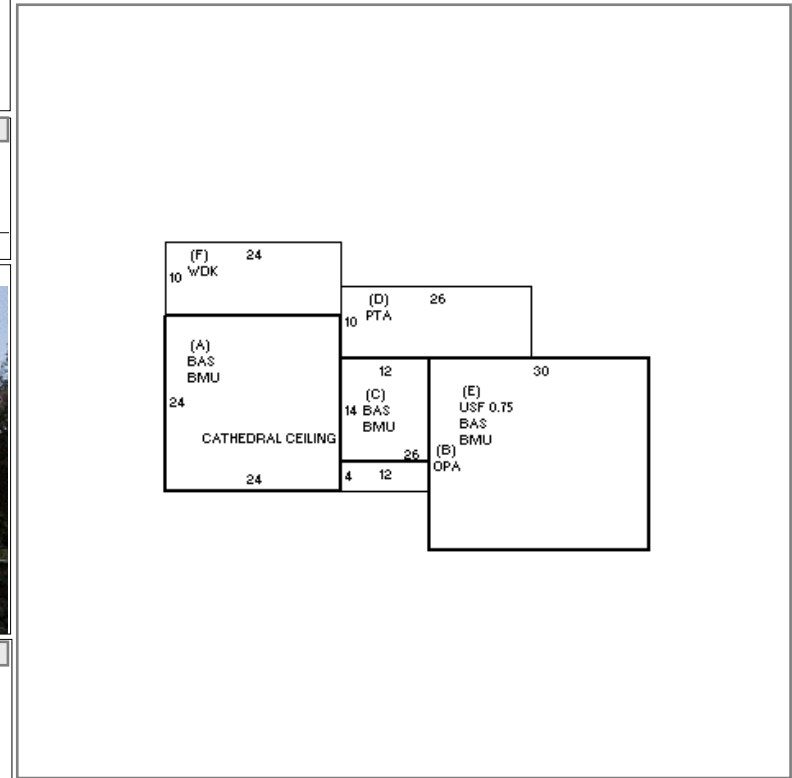 (F) 24
10 WDK
(D) 26
10 PTA
(A)
BAS
BMU
24
CATHEDRAL CEILING
24
12
(C)
14 BAS
BMU
26
4 12
30
(E)
USF 0.75
BAS
BMU
(B)
OPA